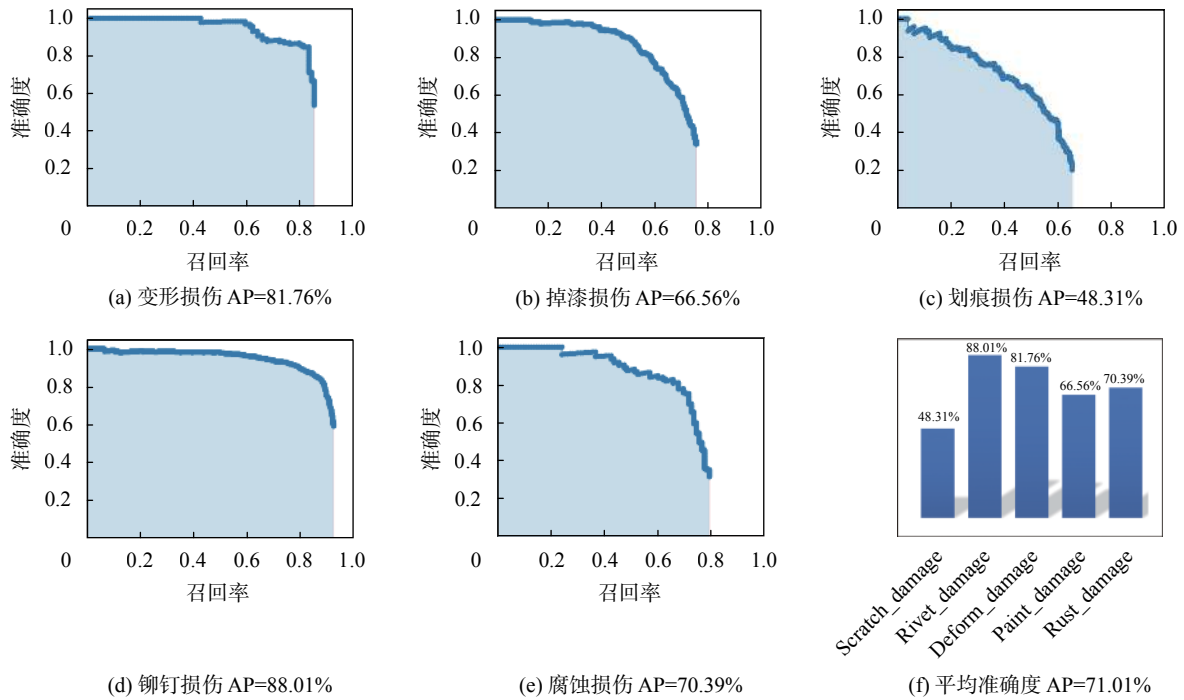 1.0
0.8
0.6
0.4
0.2
0
0.2 0.4 0.6 0.8 1.0
准确度
召回率
(a) 变形损伤 AP=81.76%
1.0
0.8
0.6
0.4
0.2
0
0.2 0.4 0.6 0.8 1.0
准确度
召回率
(b) 掉漆损伤 AP=66.56%
1.0
0.8
0.6
0.4
0.2
0
0.2 0.4 0.6 0.8 1.0
准确度
召回率
(c) 划痕损伤 AP=48.31%
1.0
0.8
0.6
0.4
0.2
0
0.2 0.4 0.6 0.8 1.0
准确度
召回率
(d) 铆钉损伤 AP=88.01%
1.0
0.8
0.6
0.4
0.2
0
0.2 0.4 0.6 0.8 1.0
准确度
召回率
(e) 腐蚀损伤 AP=70.39%
48.31%
88.01%
81.76%
66.56%
70.39%
Scratch_damage
Rivet_damage
Deform_damage
Paint_damage
Rust_damage
(f) 平均准确度 AP=71.01%